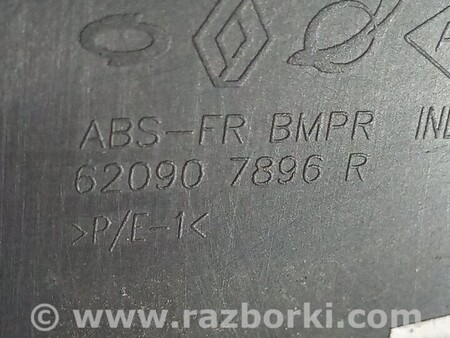 ABS-FR BMPR
62090 7896 R
>P/E-1<
www.razborki.com